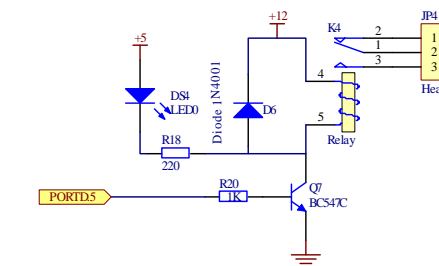 +12
JP4
K4
2
1
1
2
3
3
+5
DS4
LED0
Diode 1N4001
D6
4
5
Relay
R18
220
PORTD.5
R20
1K
Q7
BC547C